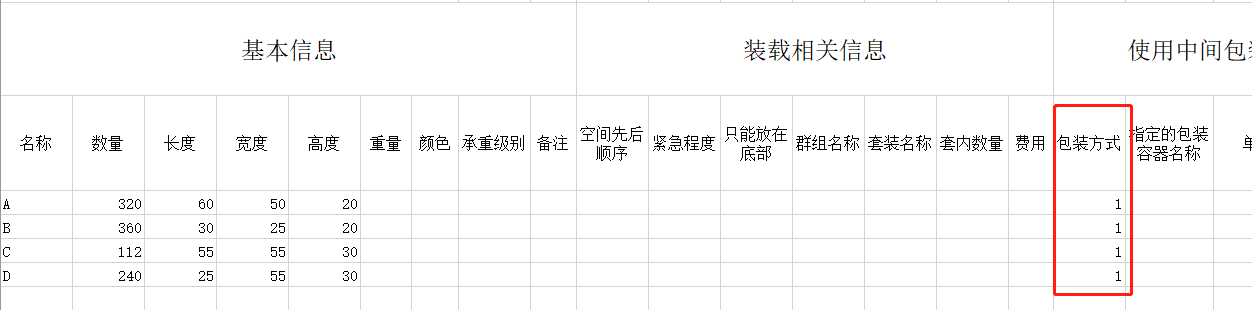 基本信息 装载相关信息 使用中间包
名称 数量 长度 宽度 高度 重量 颜色 承重级别 备注 空间先后顺序 紧急程度 只能放在底部 群组名称 套装名称 套内数量 费用 包装方式 指定的包装容器名称 单
A 320 60 50 20 1
B 360 30 25 20 1
C 112 55 55 30 1
D 240 25 55 30 1